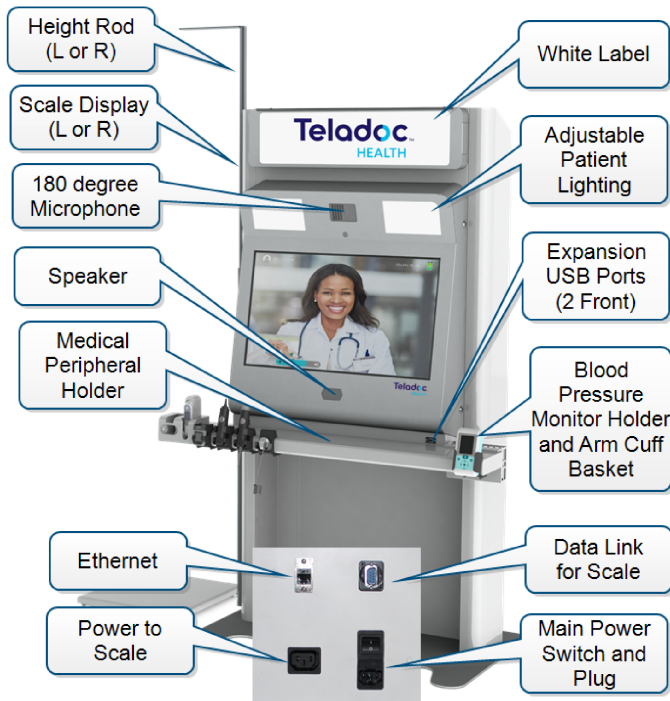 Height Rod
(L or R)
White Label
Scale Display
(L or R)
Teladoc™
HEALTH
Adjustable
Patient
Lighting
180 degree
Microphone
Speaker
Expansion
USB Ports
(2 Front)
Medical
Peripheral
Holder
Teladoc
HEALTH
Blood
Pressure
Monitor Holder
and Arm Cuff
Basket
Ethernet
Data Link
for Scale
Power to
Scale
Main Power
Switch and
Plug